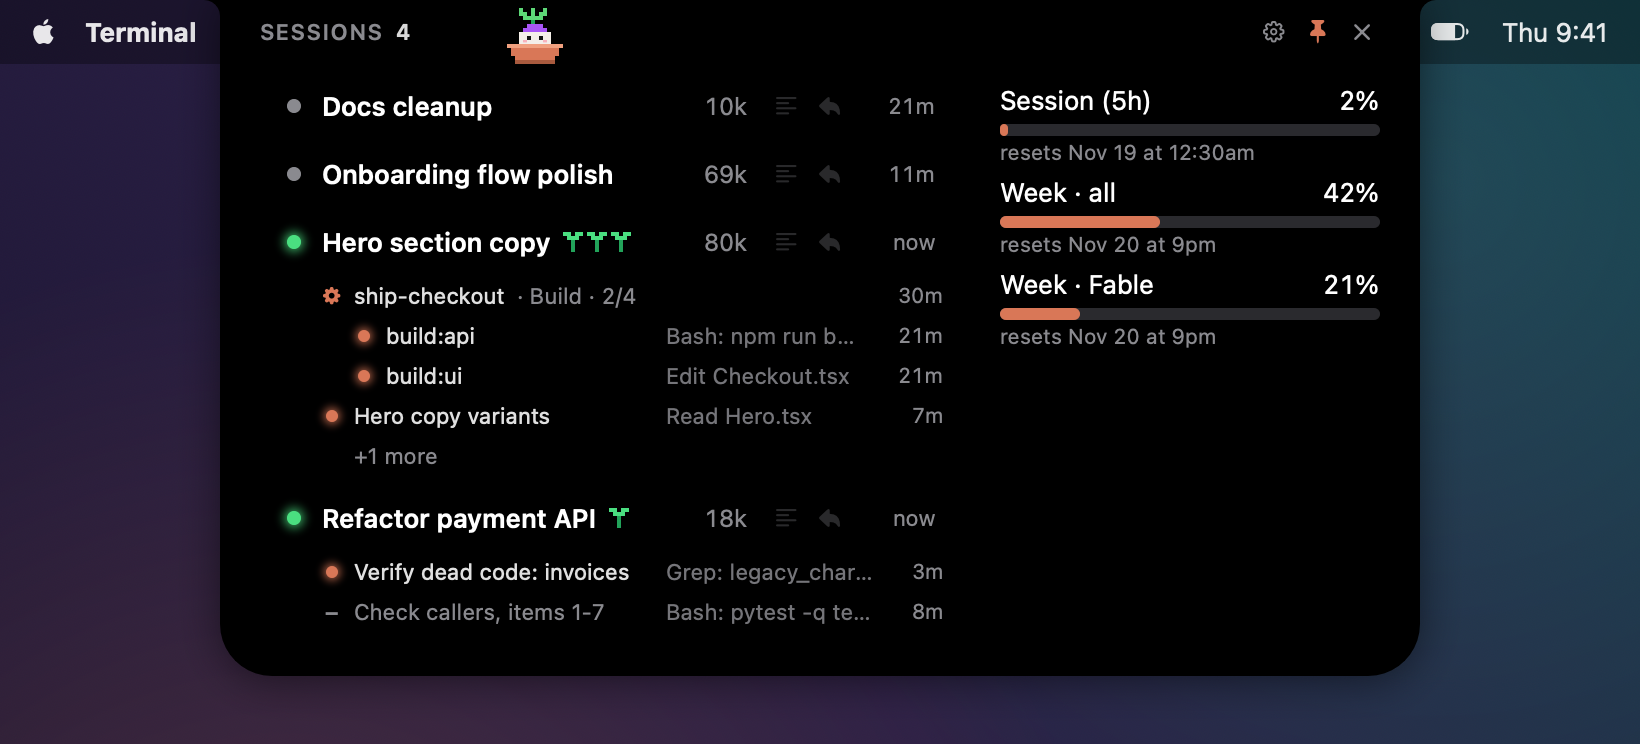 Terminal
SESSIONS 4
Thu 9:41
Docs cleanup 10k 21m
Onboarding flow polish 69k 11m
Hero section copy 80k now
ship-checkout · Build · 2/4 30m
build:api Bash: npm run b... 21m
build:ui Edit Checkout.tsx 21m
Hero copy variants Read Hero.tsx 7m
+1 more
Refactor payment API 18k now
Verify dead code: invoices Grep: legacy_char... 3m
– Check callers, items 1-7 Bash: pytest -q te... 8m
Session (5h) 2%
resets Nov 19 at 12:30am
Week · all 42%
resets Nov 20 at 9pm
Week · Fable 21%
resets Nov 20 at 9pm